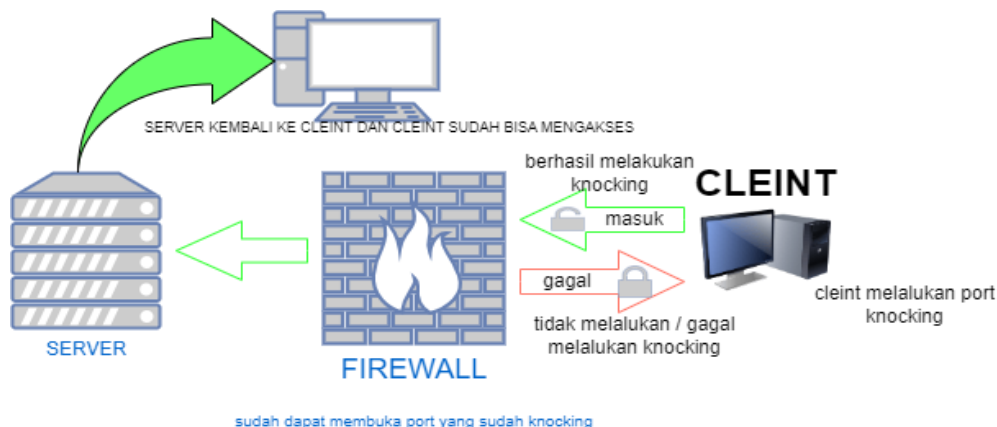 SERVER KEMBALI KE CLEINT DAN CLEINT SUDAH BISA MENGAKSES
berhasil melakukan
knocking
CLEINT
masuk
gagal
cleint melalukan port
knocking
tidak melalukan / gagal
melalukan knocking
SERVER
FIREWALL
sudah dapat membuka port yang sudah knocking